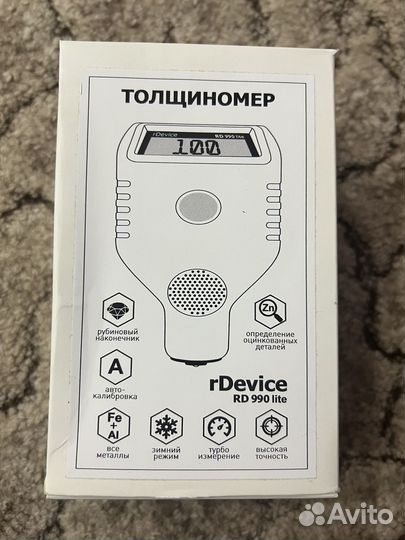 ТОЛЩИНОМЕР
rDevice RD 990 lite
100
рубиновый
наконечник
Zn
определение
оцинкованных
деталей
A
авто-
калибровка
rDevice
RD 990 lite
Fe
+
Al
все
металлы
зимний
режим
турбо
измерение
высокая
точность
Avito